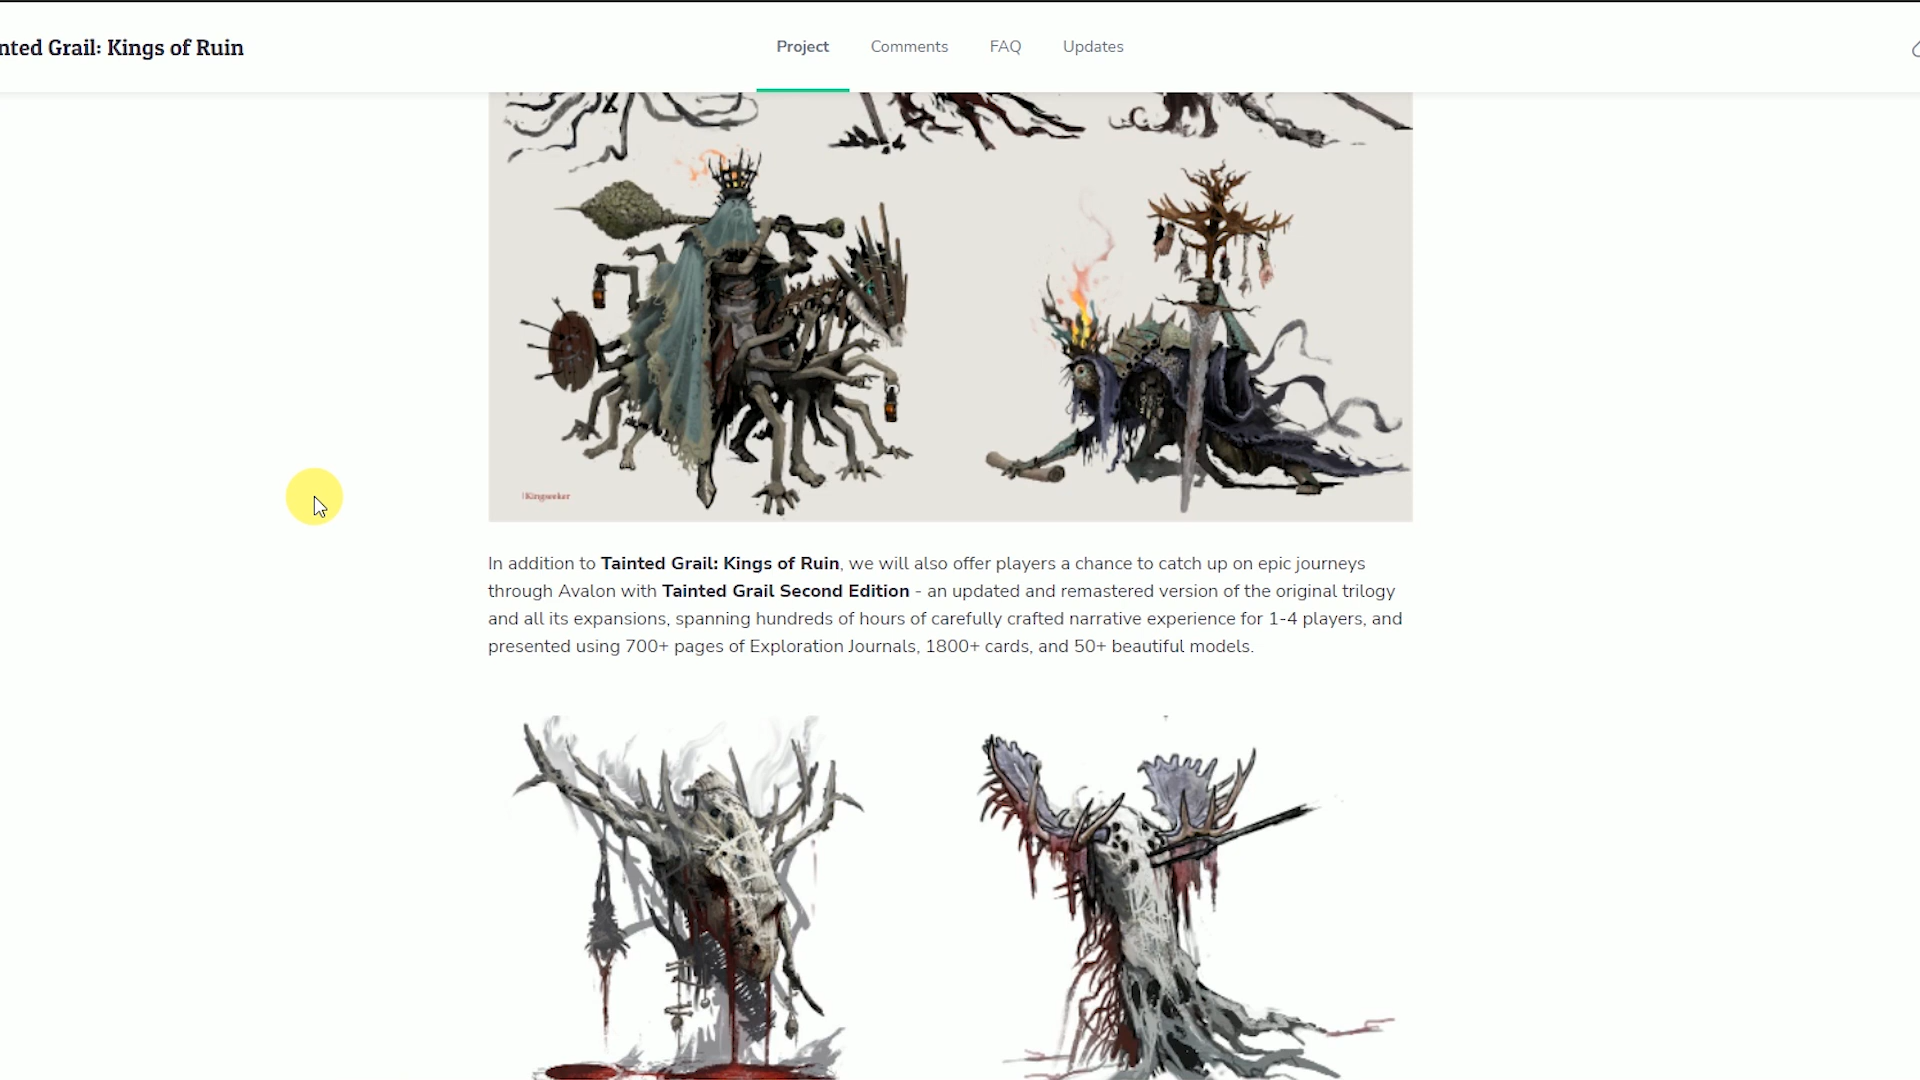 nted Grail: Kings of Ruin
Project
Comments
FAQ
Updates
Kingseeker
In addition to Tainted Grail: Kings of Ruin, we will also offer players a chance to catch up on epic journeys
through Avalon with Tainted Grail Second Edition - an updated and remastered version of the original trilogy
and all its expansions, spanning hundreds of hours of carefully crafted narrative experience for 1-4 players, and
presented using 700+ pages of Exploration Journals, 1800+ cards, and 50+ beautiful models.